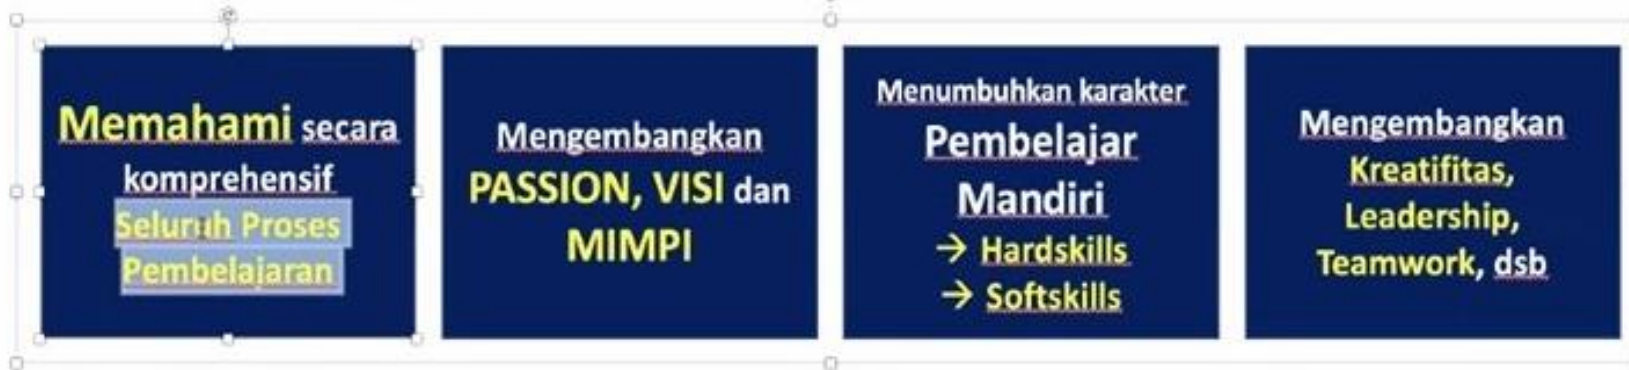 Memahami secara
komprehensif
Seluruh Proses
Pembelajaran
Mengembangkan
PASSION, VISI dan
MIMPI
Menumbuhkan karakter
Pembelajar
Mandiri
→ Hardskills
→ Softskills
Mengembangkan
Kreatifitas,
Leadership,
Teamwork, dsb